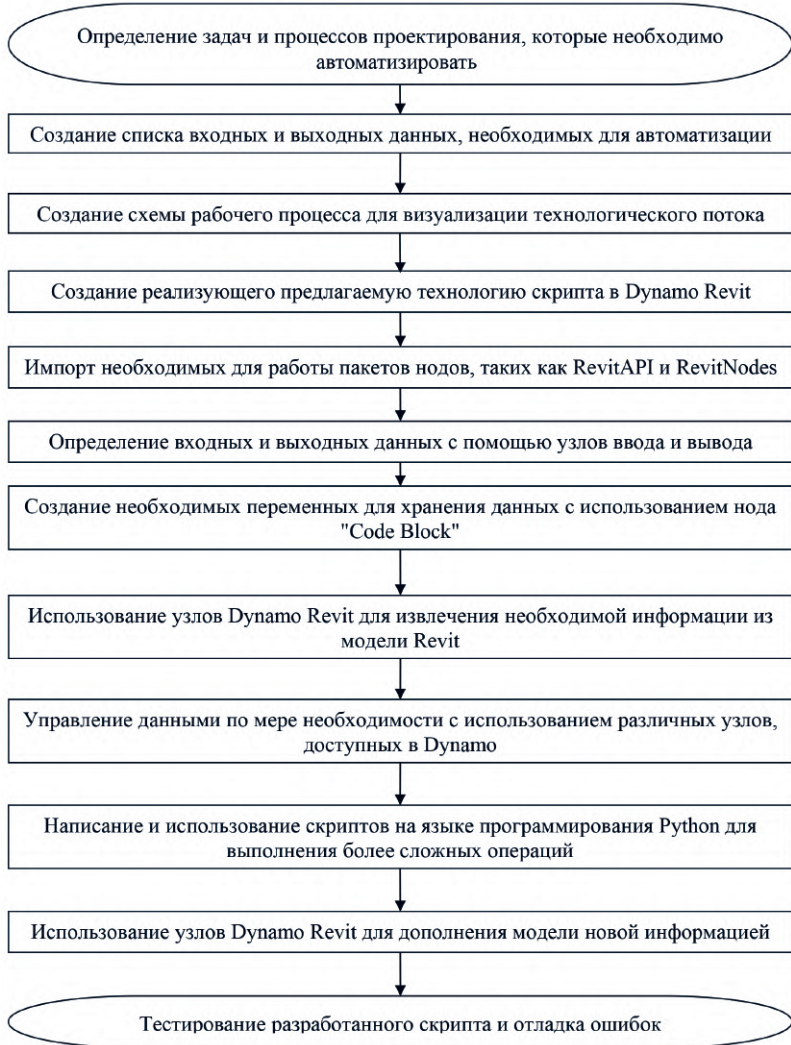 Определение задач и процессов проектирования, которые необходимо
автоматизировать
Создание списка входных и выходных данных, необходимых для автоматизации
Создание схемы рабочего процесса для визуализации технологического потока
Создание реализующего предлагаемую технологию скрипта в Dynamo Revit
Импорт необходимых для работы пакетов нодов, таких как RevitAPI и RevitNodes
Определение входных и выходных данных с помощью узлов ввода и вывода
Создание необходимых переменных для хранения данных с использованием нода
"Code Block"
Использование узлов Dynamo Revit для извлечения необходимой информации из
модели Revit
Управление данными по мере необходимости с использованием различных узлов,
доступных в Dynamo
Написание и использование скриптов на языке программирования Python для
выполнения более сложных операций
Использование узлов Dynamo Revit для дополнения модели новой информацией
Тестирование разработанного скрипта и отладка ошибок